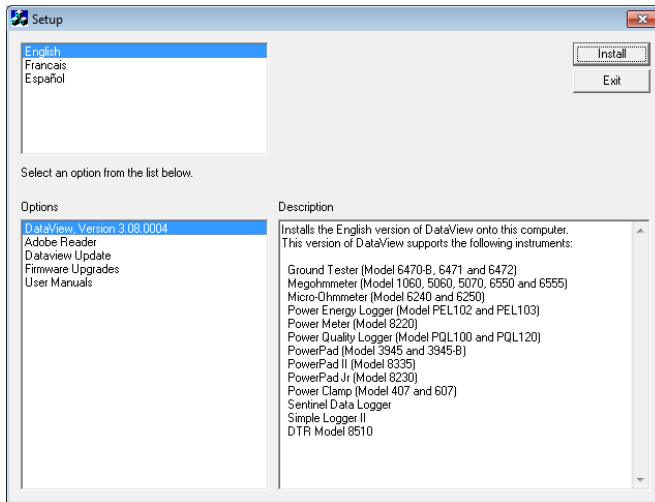 Setup
English
Francais
Español
Install
Exit
Select an option from the list below.
Options
DataView, Version 3.08.0004
Adobe Reader
Dataview Update
Firmware Upgrades
User Manuals
Description
Installs the English version of DataView onto this computer.
This version of DataView supports the following instruments:
Ground Tester (Model 6470-B, 6471 and 6472)
Megohmmeter (Model 1060, 5060, 5070, 6550 and 6555)
Micro-Ohmmeter (Model 6240 and 6250)
Power Energy Logger (Model PEL102 and PEL103)
Power Meter (Model 8220)
Power Quality Logger (Model PQL100 and PQL120)
PowerPad (Model 3945 and 3945-B)
PowerPad II (Model 8335)
PowerPad Jr (Model 8230)
Power Clamp (Model 407 and 607)
Sentinel Data Logger
Simple Logger II
DTR Model 8510